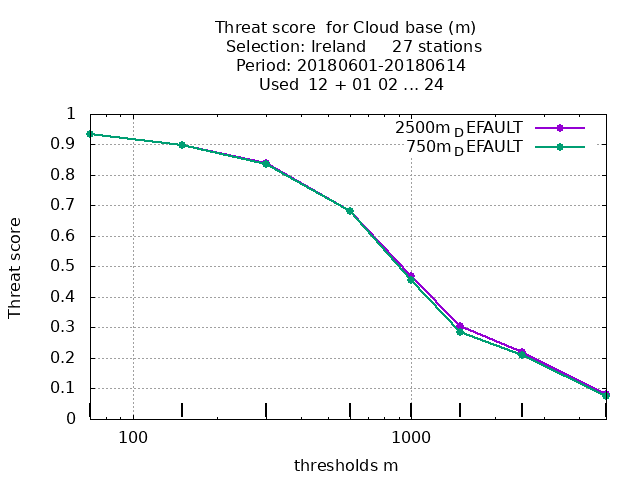 Threat score for Cloud base (m)
Selection: Ireland 27 stations
Period: 20180601-20180614
Used 12 + 01 02 ... 24
1
0.9
0.8
0.7
0.6
0.5
0.4
0.3
0.2
0.1
0
Threat score
2500m_DEFAULT
750m_DEFAULT
100 1000
thresholds m